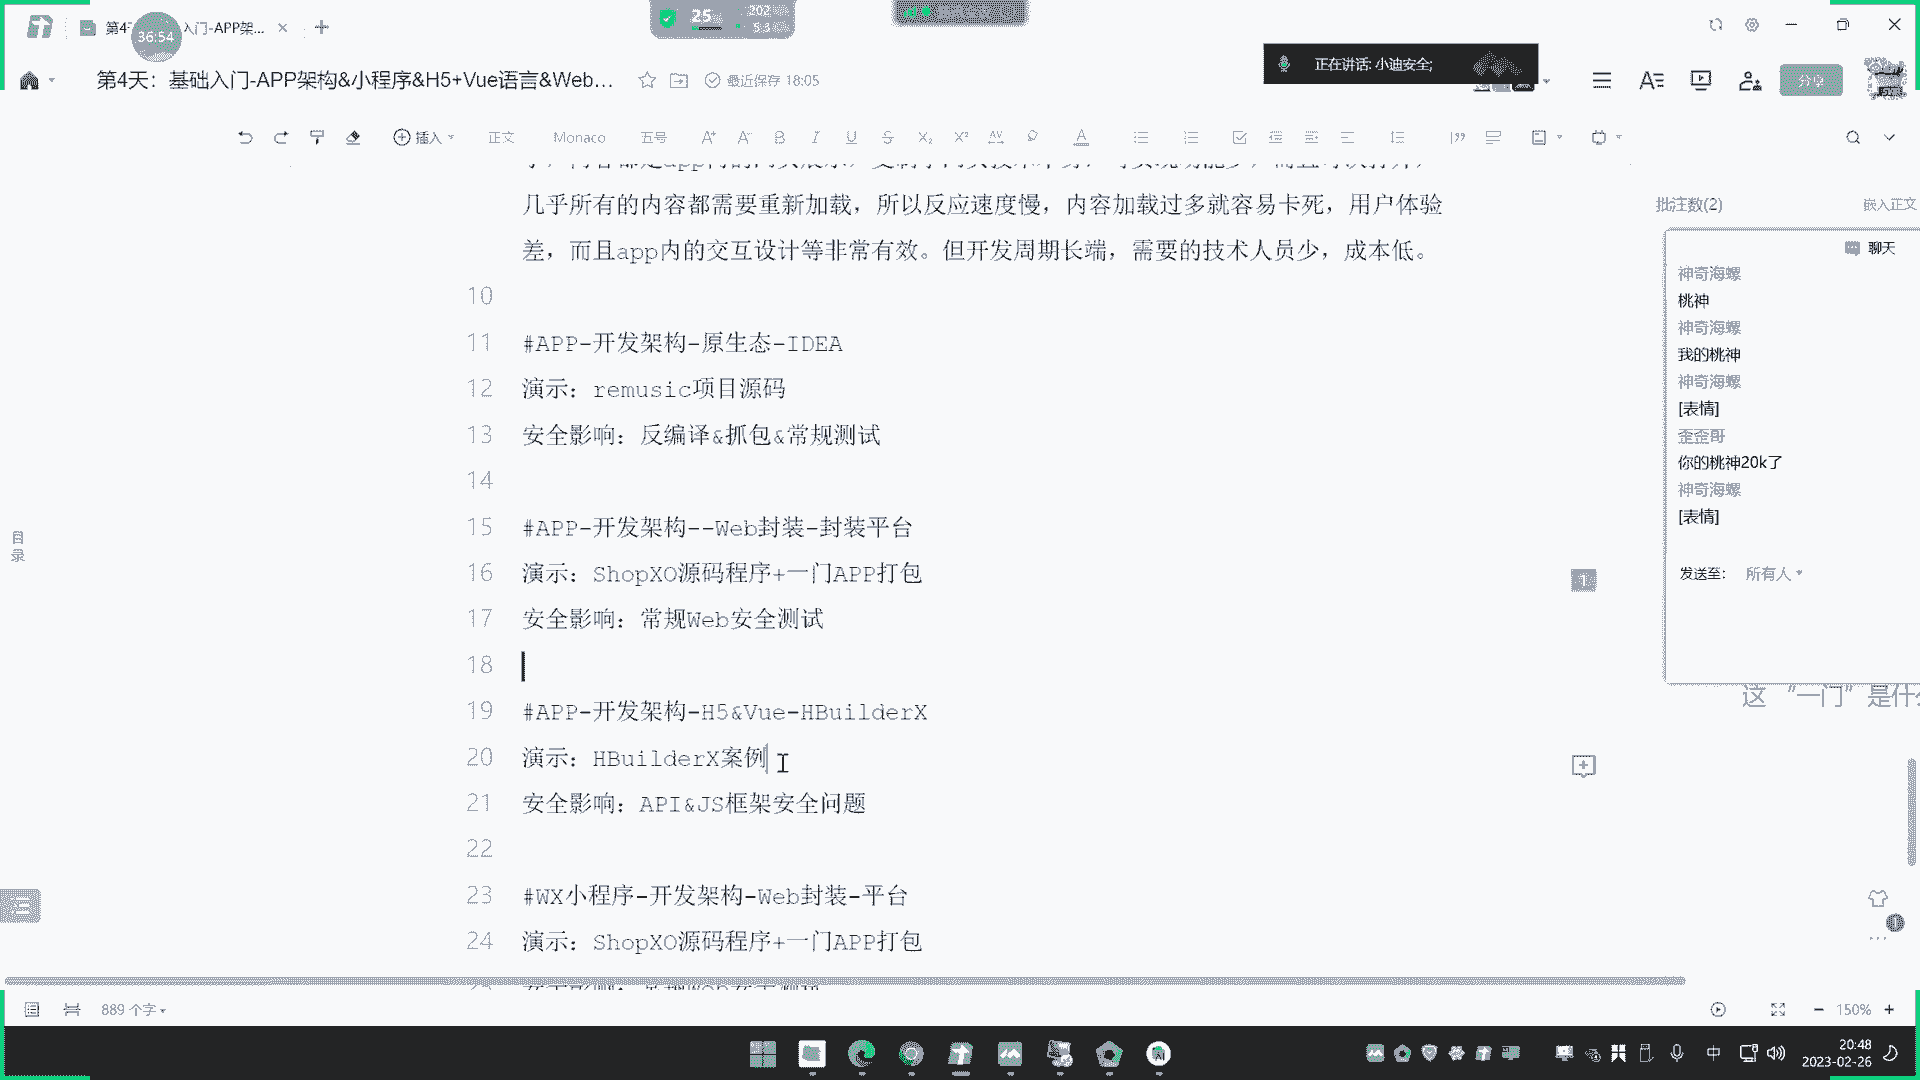 第4
入门-APP架...
36:54
25
202
5:3
正在讲话: 小迪安全;
第4天：基础入门-APP架构&小程序&H5+Vue语言&Web...
最近保存 18:05
分享
插入
正文
Monaco
五号
几乎所有的内容都需要重新加载，所以反应速度慢，内容加载过多就容易卡死，用户体验
差，而且app内的交互设计等非常有效。但开发周期长端，需要的技术人员少，成本低。
10
11 #APP-开发架构-原生态-IDEA
12 演示：remusic项目源码
13 安全影响：反编译&抓包&常规测试
14
15 #APP-开发架构--Web封装-封装平台
16 演示：ShopXO源码程序+一门APP打包
17 安全影响：常规Web安全测试
18
19 #APP-开发架构-H5&Vue-HBuilderX
20 演示：HBuilderX案例
21 安全影响：API&JS框架安全问题
22
23 #WX小程序-开发架构-Web封装-平台
24 演示：ShopXO源码程序+一门APP打包
目录
1
批注数(2)
嵌入正文
聊天
神奇海螺
桃神
神奇海螺
我的桃神
神奇海螺
[表情]
歪歪哥
你的桃神20k了
神奇海螺
[表情]
发送至: 所有人
这 “一门” 是什
889 个字
150%
中
20:48
2023-02-26